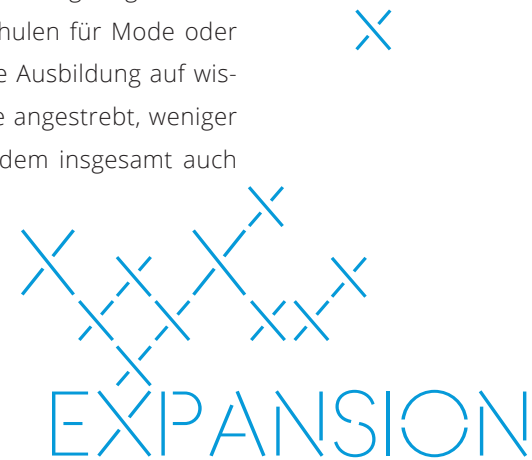 hulen für Mode oder
e Ausbildung auf wis-
e angestrebt, weniger
dem insgesamt auch
EXPANSION